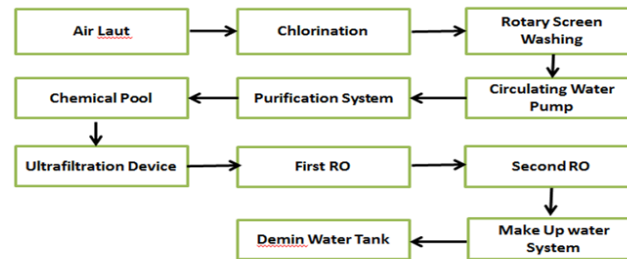 Air Laut
Chlorination
Rotary Screen
Washing
Chemical Pool
Purification System
Circulating Water
Pump
Ultrafiltration Device
First RO
Second RO
Demin Water Tank
Make Up water
System